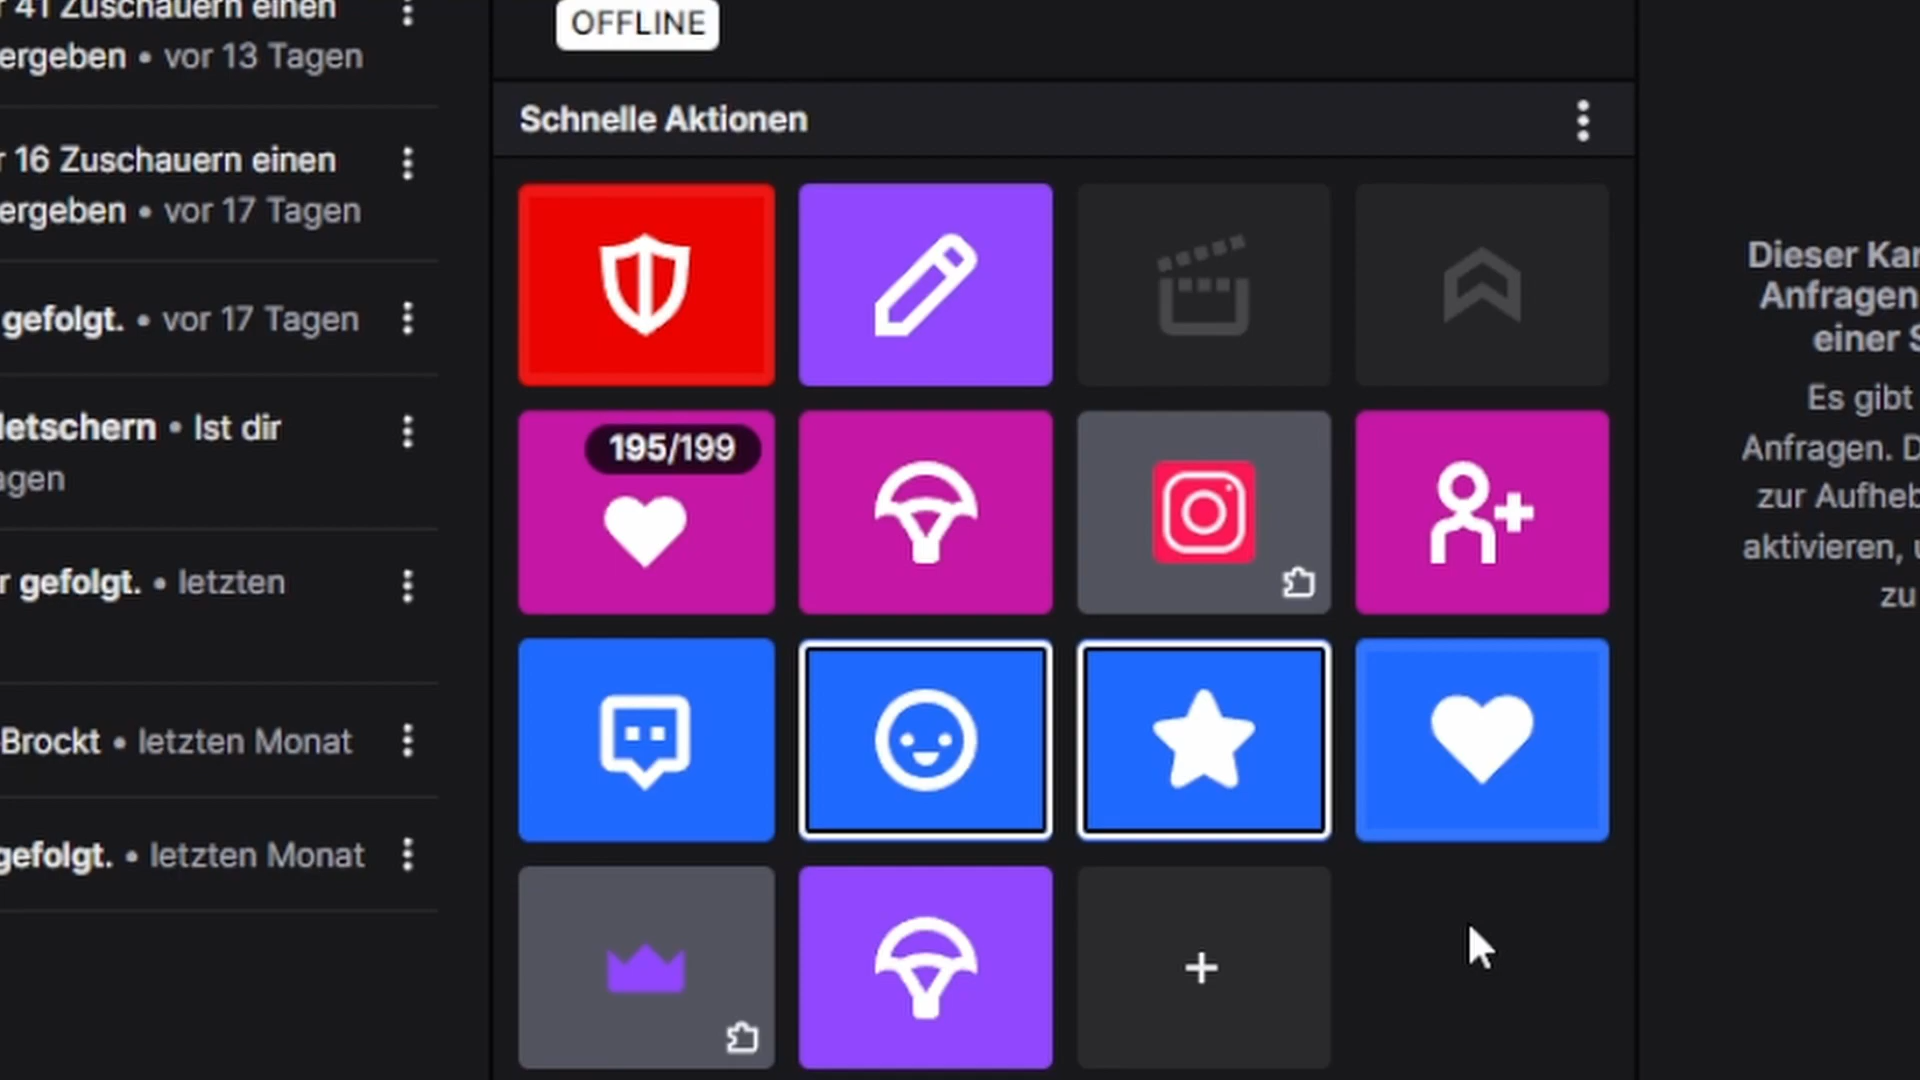 41 Zuschauern einen
ergeben • vor 13 Tagen
16 Zuschauern einen
ergeben • vor 17 Tagen
gefolgt. • vor 17 Tagen
letschern • Ist dir
agen
r gefolgt. • letzten
Brockt • letzten Monat
gefolgt. • letzten Monat
OFFLINE
Schnelle Aktionen
195/199
+
Dieser Kan
Anfragen
einer S
Es gibt
Anfragen. D
zur Aufheb
aktivieren, u
zu